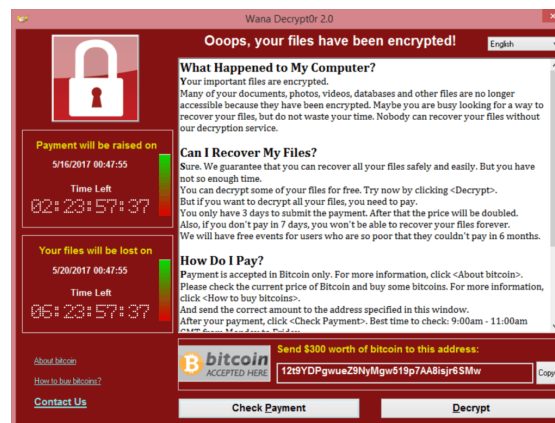 Wana Decrypt0r 2.0
Ooops, your files have been encrypted!
English
What Happened to My Computer?
Your important files are encrypted.
Many of your documents, photos, videos, databases and other files are no longer
accessible because they have been encrypted. Maybe you are busy looking for a way to
recover your files, but do not waste your time. Nobody can recover your files without
our decryption service.
Can I Recover My Files?
Sure. We guarantee that you can recover all your files safely and easily. But you have
not so enough time.
You can decrypt some of your files for free. Try now by clicking <Decrypt>.
But if you want to decrypt all your files, you need to pay.
You only have 3 days to submit the payment. After that the price will be doubled.
Also, if you don't pay in 7 days, you won't be able to recover your files forever.
We will have free events for users who are so poor that they couldn't pay in 6 months.
How Do I Pay?
Payment is accepted in Bitcoin only. For more information, click <About bitcoin>.
Please check the current price of Bitcoin and buy some bitcoins. For more information,
click <How to buy bitcoins>.
And send the correct amount to the address specified in this window.
After your payment, click <Check Payment>. Best time to check: 9:00am - 11:00am
GMT from Monday to Friday.
Payment will be raised on
5/16/2017 00:47:55
Time Left
02:23:57:37
Your files will be lost on
5/20/2017 00:47:55
Time Left
06:23:57:37
About bitcoin
How to buy bitcoins?
Contact Us
bitcoin
ACCEPTED HERE
Send $300 worth of bitcoin to this address:
12t9YDPgwueZ9NyMgw519p7AA8isjr6SMw
Copy
Check Payment
Decrypt